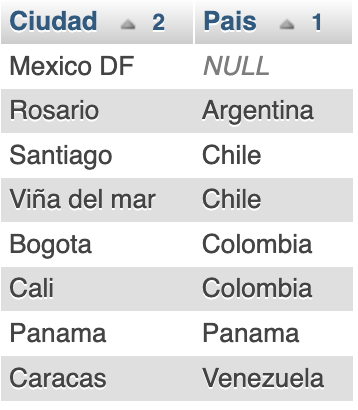 Ciudad 2 Pais 1
Mexico DF NULL
Rosario Argentina
Santiago Chile
Viña del mar Chile
Bogota Colombia
Cali Colombia
Panama Panama
Caracas Venezuela